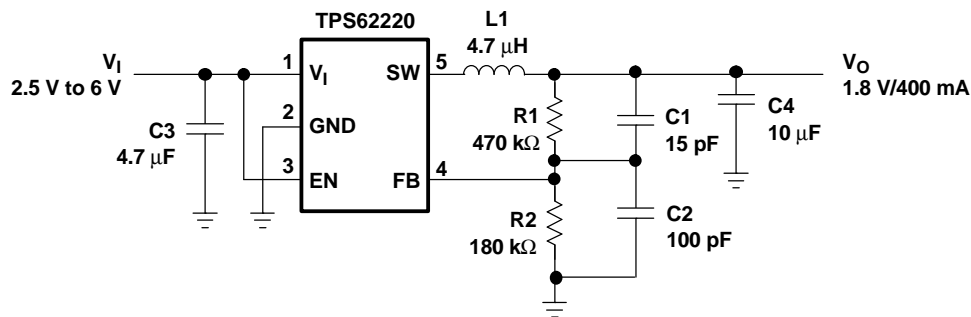 TPS62220
L1
4.7 μH
V_I
2.5 V to 6 V
1
V_I
SW
5
V_O
1.8 V/400 mA
C3
4.7 μF
2
GND
R1
470 kΩ
C1
15 pF
C4
10 μF
3
EN
FB
4
R2
180 kΩ
C2
100 pF